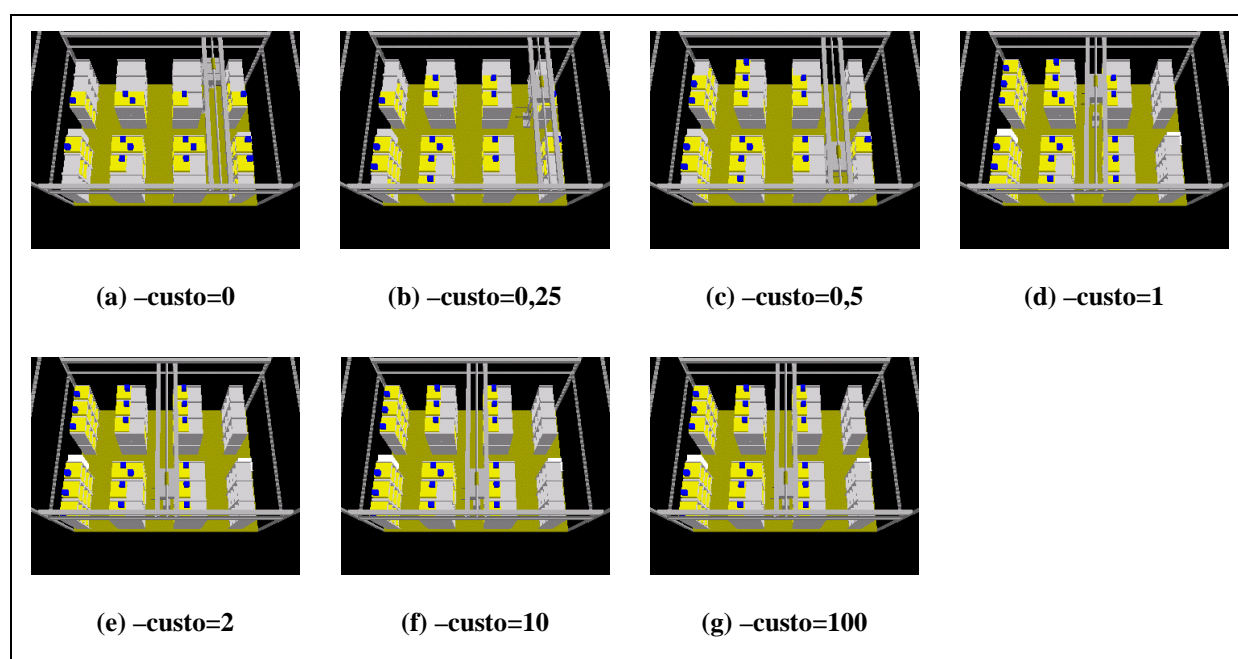 (a) –custo=0
(b) –custo=0,25
(c) –custo=0,5
(d) –custo=1
(e) –custo=2
(f) –custo=10
(g) –custo=100